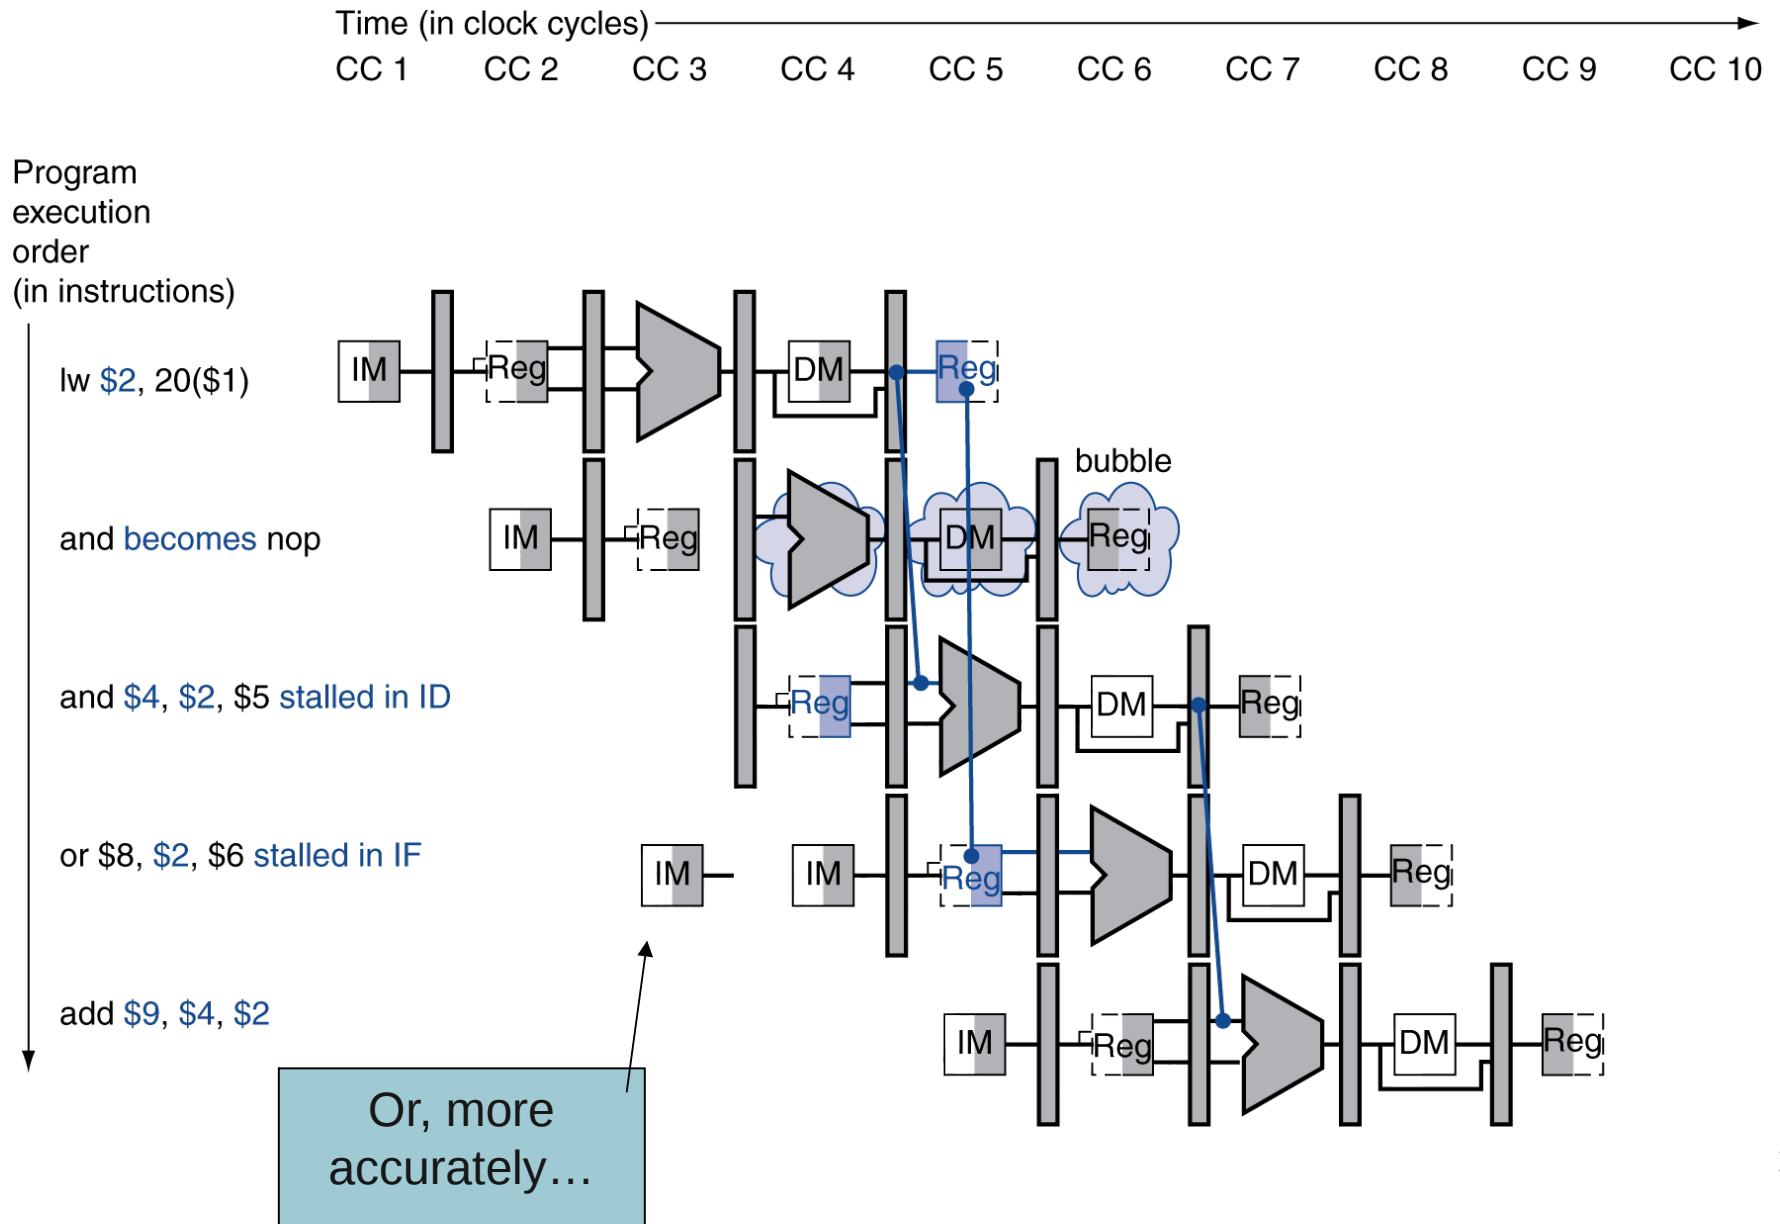 Time (in clock cycles)
CC 1 CC 2 CC 3 CC 4 CC 5 CC 6 CC 7 CC 8 CC 9 CC 10
Program
execution
order
(in instructions)
lw $2, 20($1)
IM Reg DM Reg
bubble
and becomes nop
IM Reg DM Reg
and $4, $2, $5 stalled in ID
Reg DM Reg
or $8, $2, $6 stalled in IF
IM IM Reg DM Reg
add $9, $4, $2
IM Reg DM Reg
Or, more
accurately…